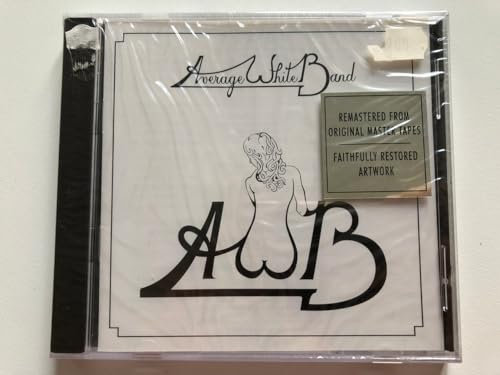 Average White Band
REMASTERED FROM
ORIGINAL MASTER TAPES
FAITHFULLY RESTORED
ARTWORK
AWB